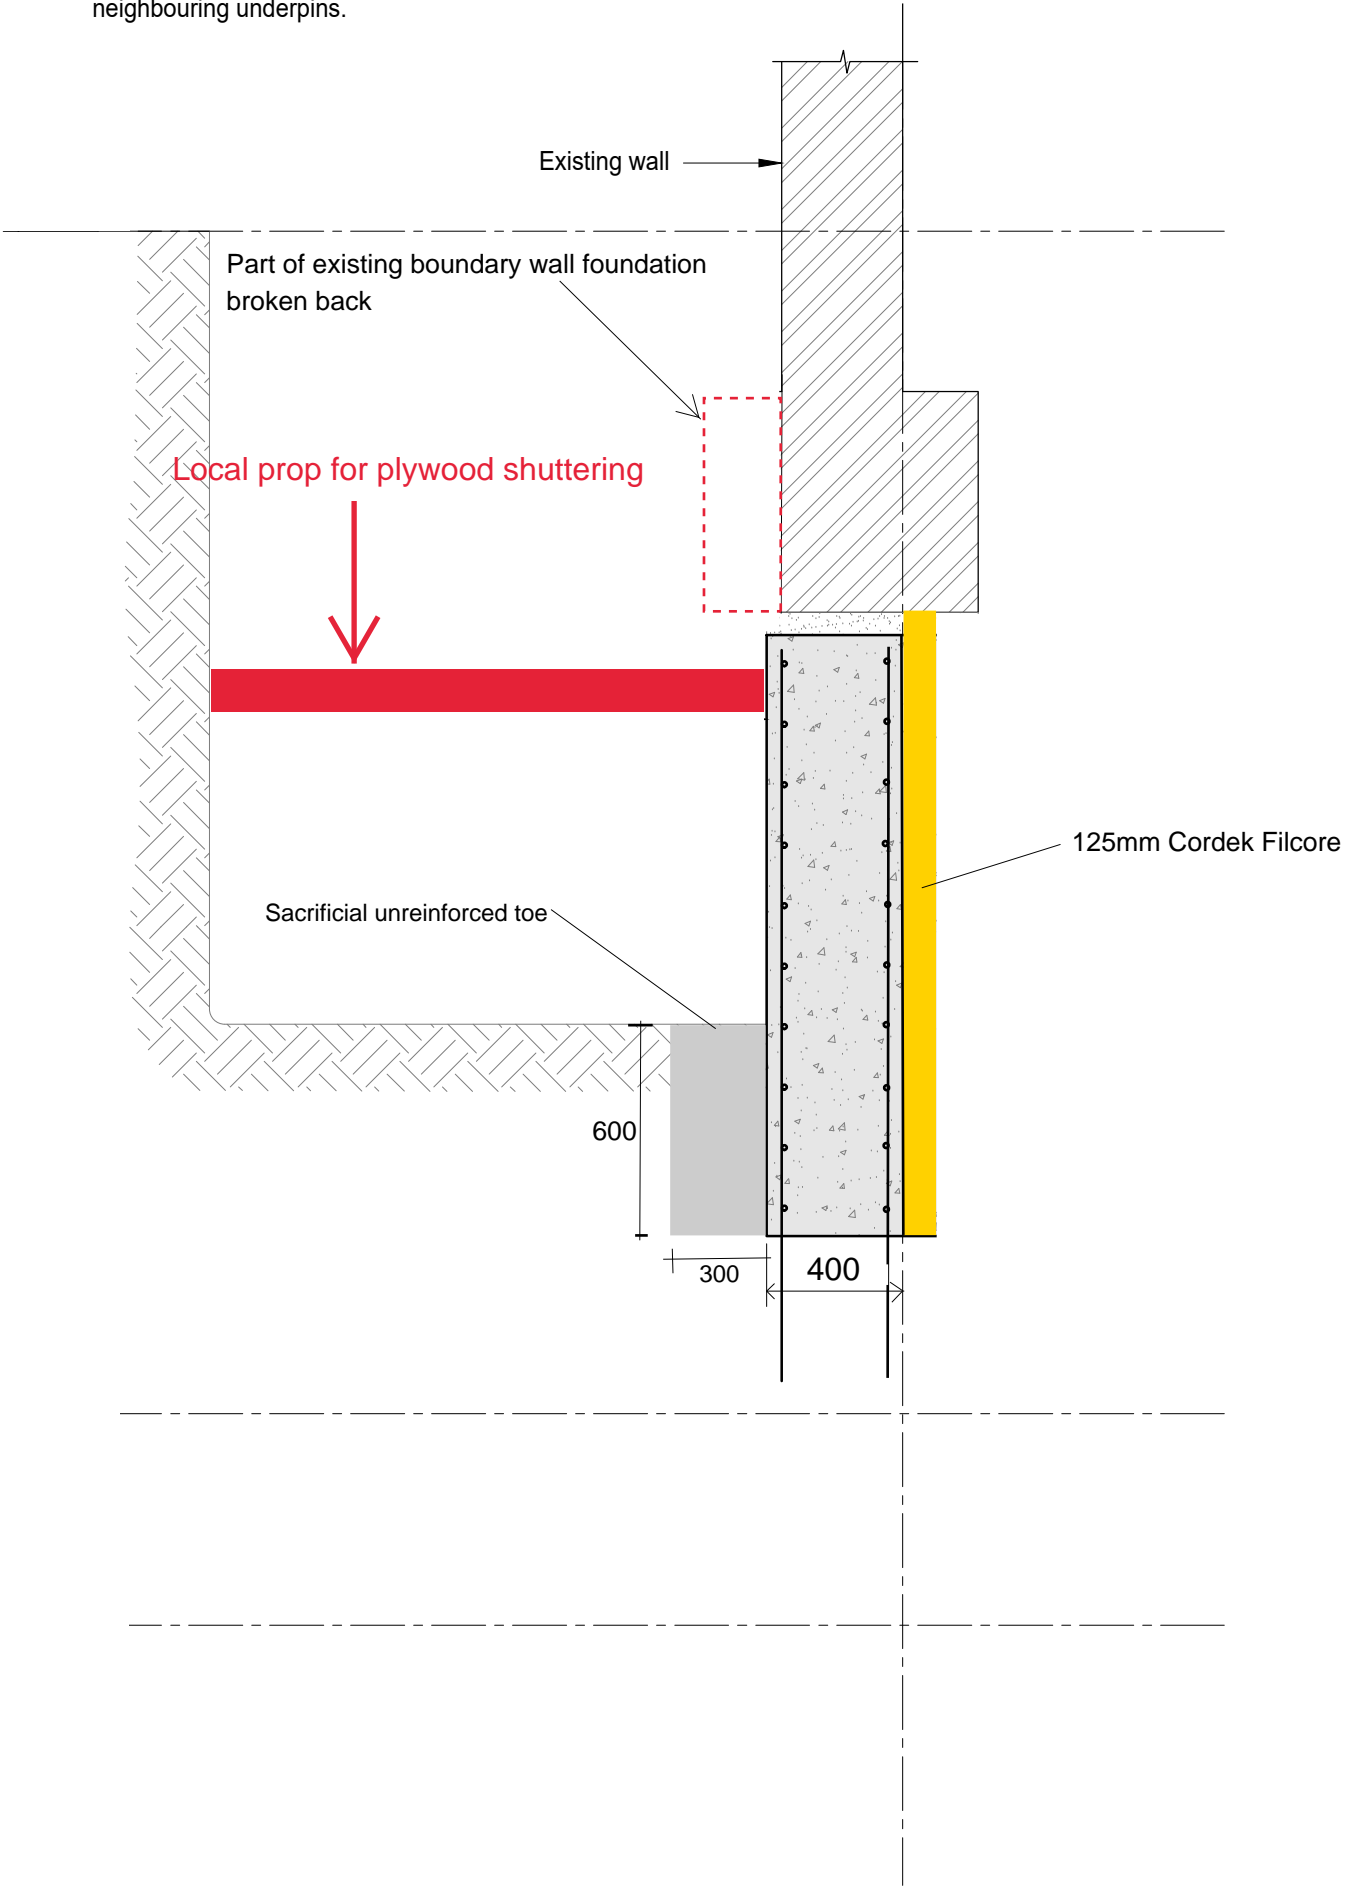 neighbouring underpins.
Existing wall
Part of existing boundary wall foundation
broken back
Local prop for plywood shuttering
125mm Cordek Filcore
Sacrificial unreinforced toe
600
300
400